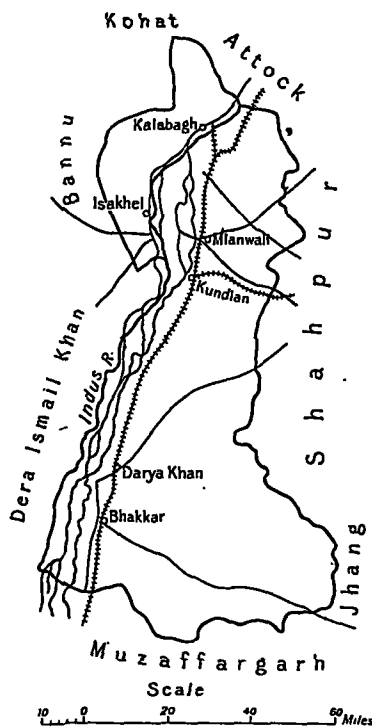 Kohat
Attock
Kalabagh
Bannu
Isakhel
Mianwali
Kundian
Shahpur
Dera Ismail Khan
Indus R.
Darya Khan
Bhakkar
Jhang
Muzaffargarh
Scale
10 0 20 40 60 Miles